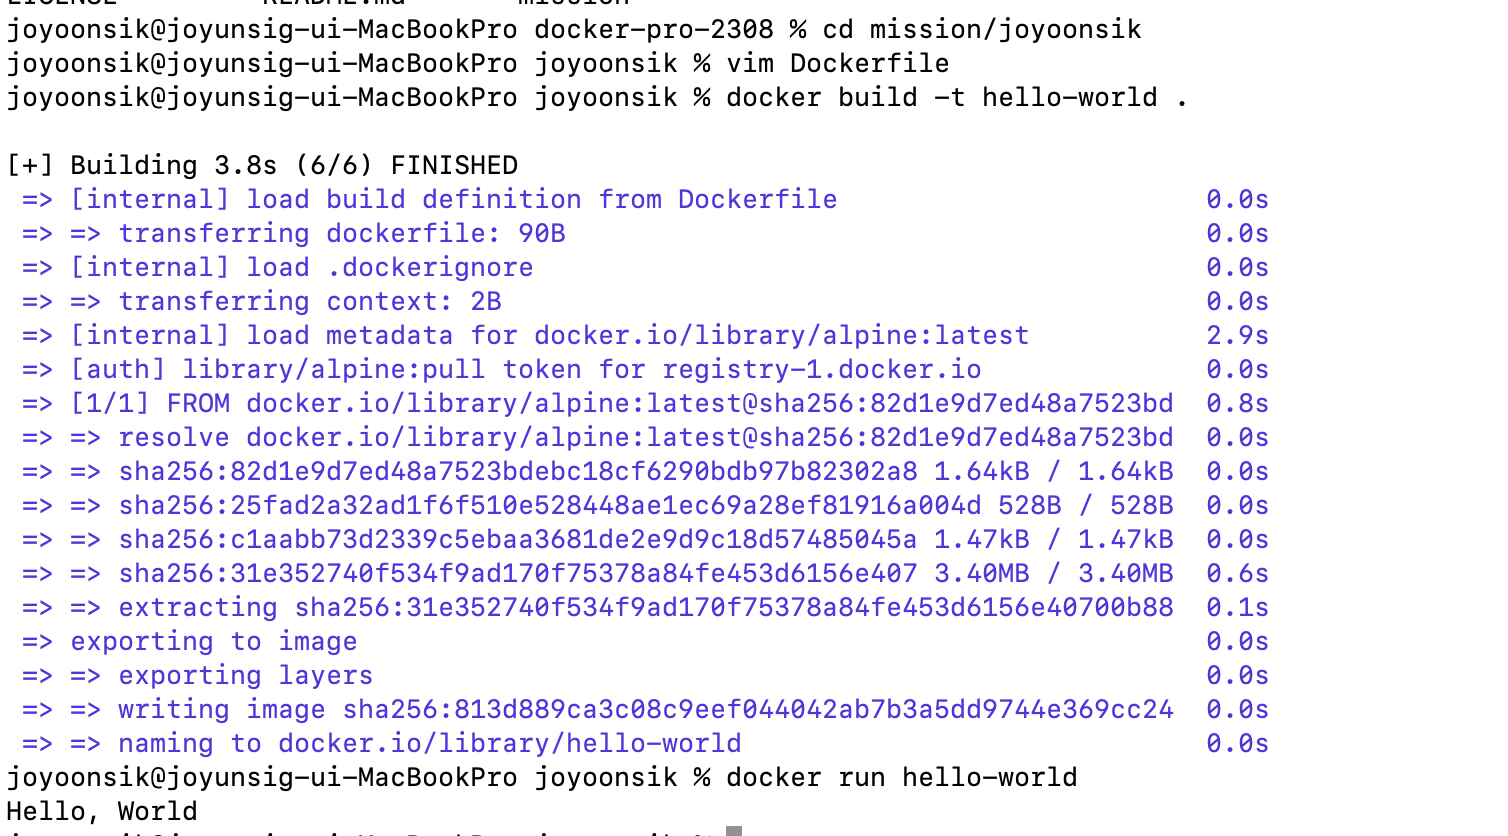 LICENSE README.md mission
joyoonsik@joyunsig-ui-MacBookPro docker-pro-2308 % cd mission/joyoonsik
joyoonsik@joyunsig-ui-MacBookPro joyoonsik % vim Dockerfile
joyoonsik@joyunsig-ui-MacBookPro joyoonsik % docker build -t hello-world .
[+] Building 3.8s (6/6) FINISHED
=> [internal] load build definition from Dockerfile 0.0s
=> => transferring dockerfile: 90B 0.0s
=> [internal] load .dockerignore 0.0s
=> => transferring context: 2B 0.0s
=> [internal] load metadata for docker.io/library/alpine:latest 2.9s
=> [auth] library/alpine:pull token for registry-1.docker.io 0.0s
=> [1/1] FROM docker.io/library/alpine:latest@sha256:82d1e9d7ed48a7523bd 0.8s
=> => resolve docker.io/library/alpine:latest@sha256:82d1e9d7ed48a7523bd 0.0s
=> => sha256:82d1e9d7ed48a7523bdebc18cf6290bdb97b82302a8 1.64kB / 1.64kB 0.0s
=> => sha256:25fad2a32ad1f6f510e528448ae1ec69a28ef81916a004d 528B / 528B 0.0s
=> => sha256:c1aabb73d2339c5ebaa3681de2e9d9c18d57485045a 1.47kB / 1.47kB 0.0s
=> => sha256:31e352740f534f9ad170f75378a84fe453d6156e407 3.40MB / 3.40MB 0.6s
=> => extracting sha256:31e352740f534f9ad170f75378a84fe453d6156e40700b88 0.1s
=> exporting to image 0.0s
=> => exporting layers 0.0s
=> => writing image sha256:813d889ca3c08c9eef044042ab7b3a5dd9744e369cc24 0.0s
=> => naming to docker.io/library/hello-world 0.0s
joyoonsik@joyunsig-ui-MacBookPro joyoonsik % docker run hello-world
Hello, World